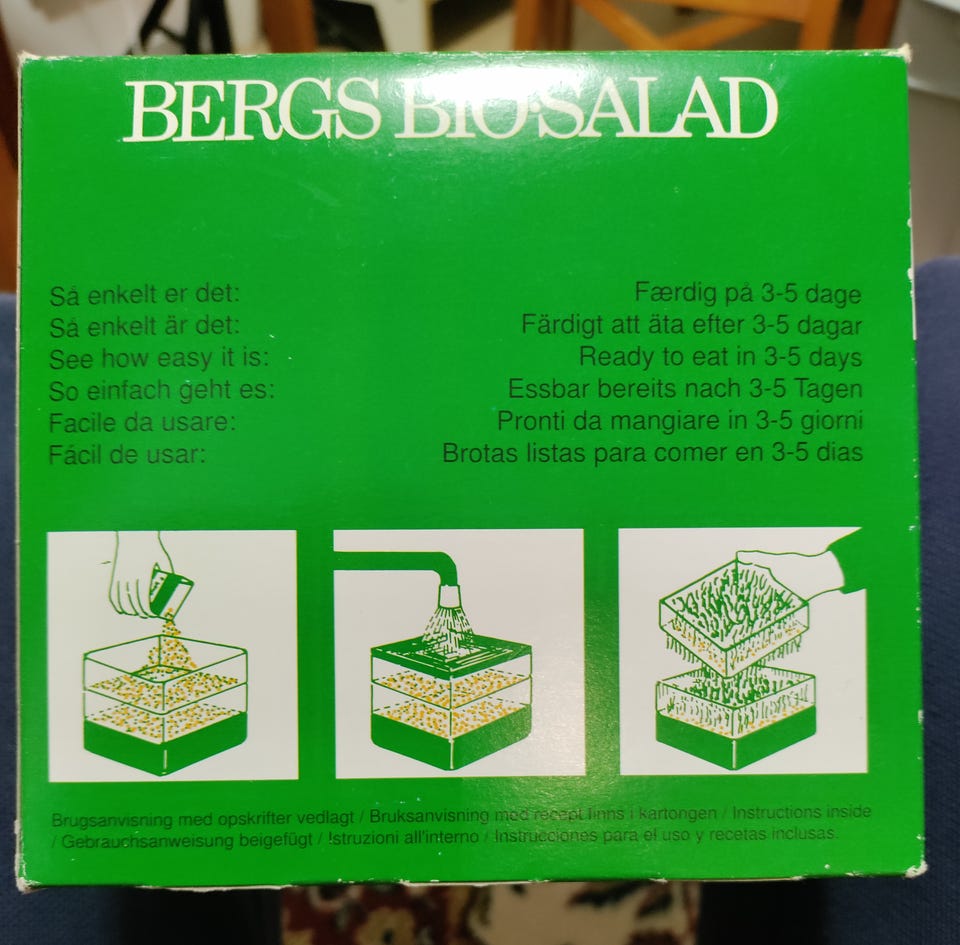 BERGS BIO·SALAD
Så enkelt er det:
Så enkelt är det:
See how easy it is:
So einfach geht es:
Facile da usare:
Fácil de usar:
Færdig på 3-5 dage
Färdigt att äta efter 3-5 dagar
Ready to eat in 3-5 days
Essbar bereits nach 3-5 Tagen
Pronti da mangiare in 3-5 giorni
Brotas listas para comer en 3-5 dias
Brugsanvisning med opskrifter vedlagt / Bruksanvisning med recept finns i kartongen / Instructions inside
/ Gebrauchsanweisung beigefügt / Istruzioni all'interno / Instrucciones para el uso y recetas inclusas.